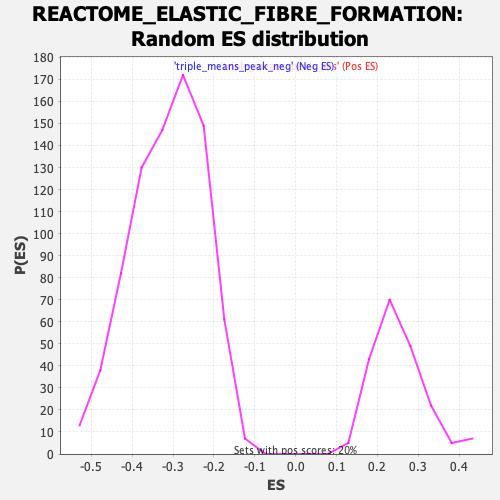 REACTOME_ELASTIC_FIBRE_FORMATION:
Random ES distribution
'triple_means_peak_neg' (Neg ES) s' (Pos ES)
P(ES)
180
170
160
150
140
130
120
110
100
90
80
70
60
50
40
30
20
10
0
Sets with pos scores: 20%
-0.5 -0.4 -0.3 -0.2 -0.1 0.0 0.1 0.2 0.3 0.4
ES